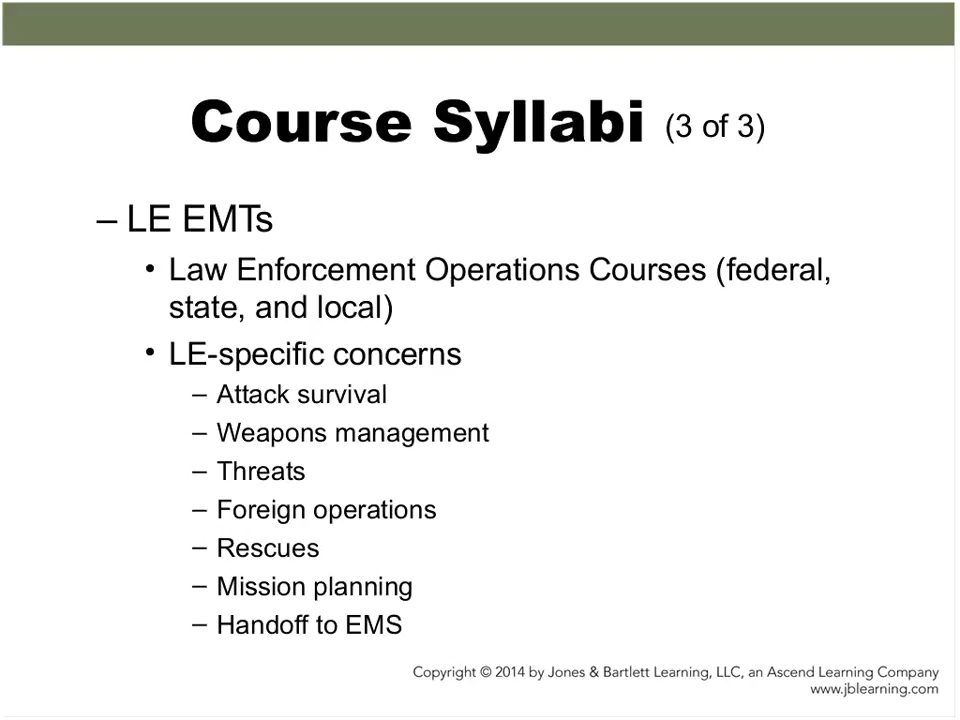 Course Syllabi (3 of 3)
– LE EMTs
• Law Enforcement Operations Courses (federal,
state, and local)
• LE-specific concerns
– Attack survival
– Weapons management
– Threats
– Foreign operations
– Rescues
– Mission planning
– Handoff to EMS
Copyright © 2014 by Jones & Bartlett Learning, LLC, an Ascend Learning Company
www.jblearning.com